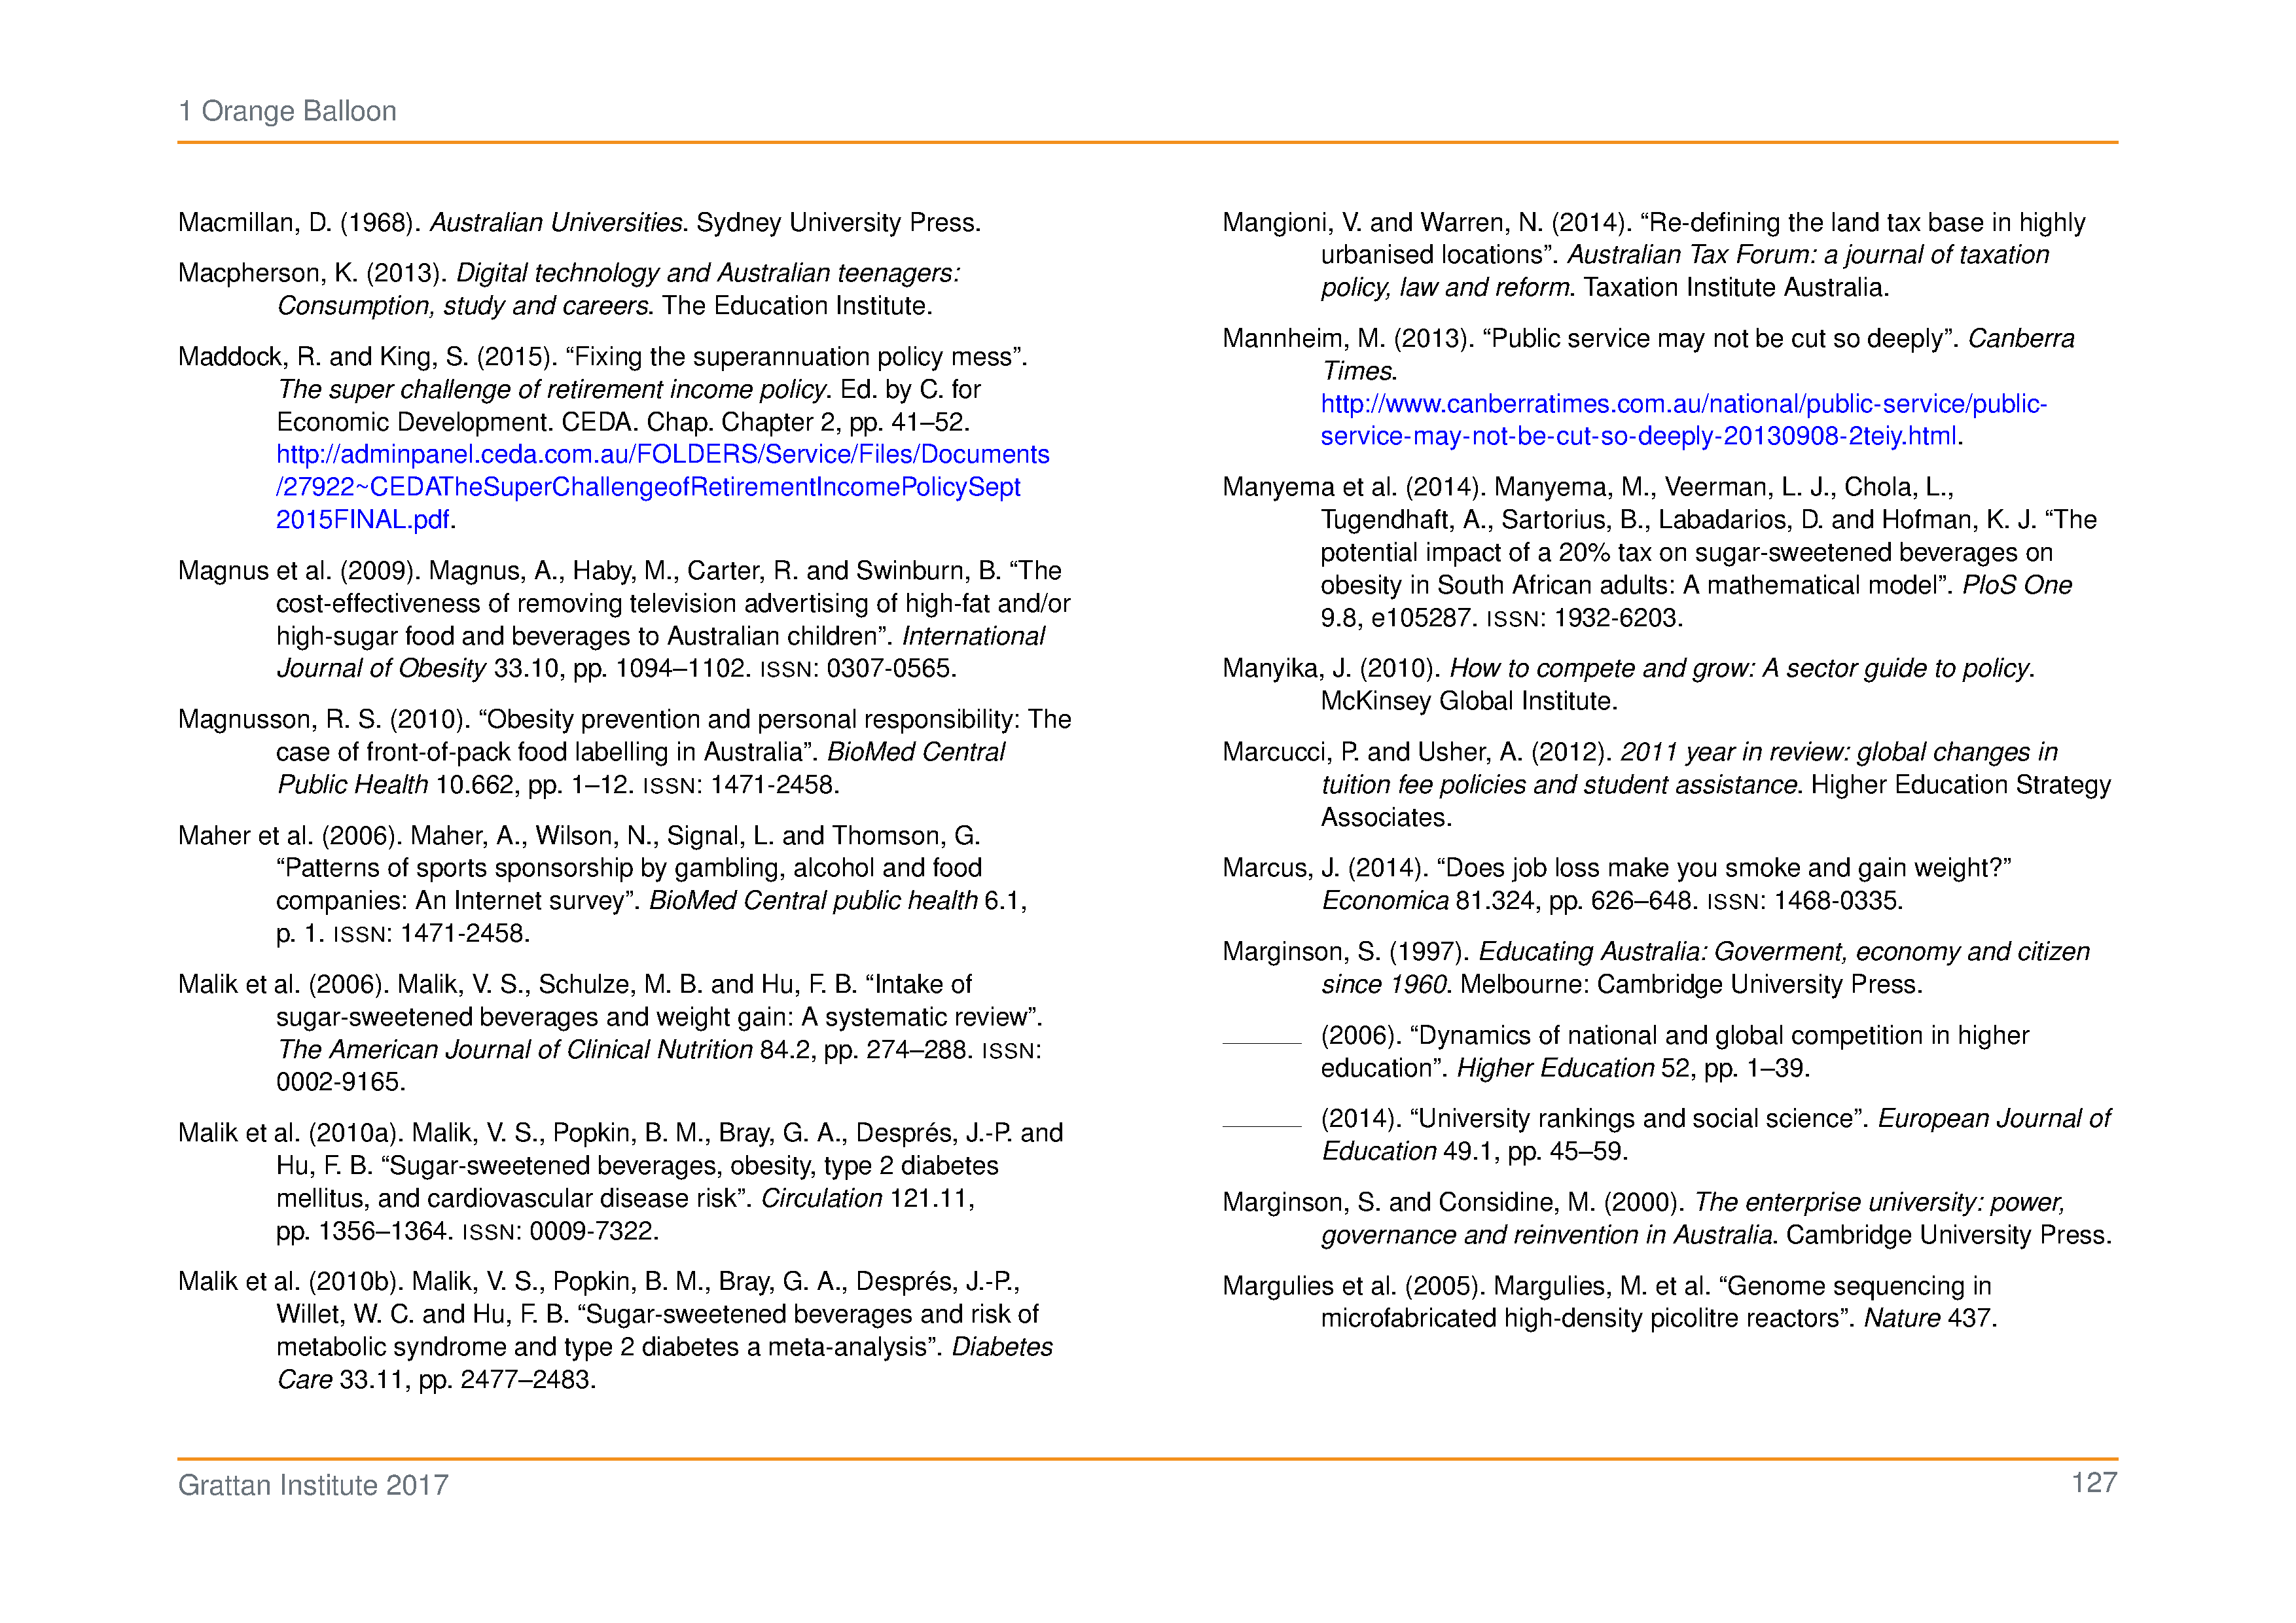 1 Orange Balloon
Macmillan, D. (1968). Australian Universities. Sydney University Press.
Macpherson, K. (2013). Digital technology and Australian teenagers:
Consumption, study and careers. The Education Institute.
Maddock, R. and King, S. (2015). “Fixing the superannuation policy mess”.
The super challenge of retirement income policy. Ed. by C. for
Economic Development. CEDA. Chap. Chapter 2, pp. 41–52.
http://adminpanel.ceda.com.au/FOLDERS/Service/Files/Documents
/27922~CEDATheSuperChallengeofRetirementIncomePolicySept
2015FINAL.pdf.
Magnus et al. (2009). Magnus, A., Haby, M., Carter, R. and Swinburn, B. “The
cost-effectiveness of removing television advertising of high-fat and/or
high-sugar food and beverages to Australian children”. International
Journal of Obesity 33.10, pp. 1094–1102. ISSN: 0307-0565.
Magnusson, R. S. (2010). “Obesity prevention and personal responsibility: The
case of front-of-pack food labelling in Australia”. BioMed Central
Public Health 10.662, pp. 1–12. ISSN: 1471-2458.
Maher et al. (2006). Maher, A., Wilson, N., Signal, L. and Thomson, G.
“Patterns of sports sponsorship by gambling, alcohol and food
companies: An Internet survey”. BioMed Central public health 6.1,
p. 1. ISSN: 1471-2458.
Malik et al. (2006). Malik, V. S., Schulze, M. B. and Hu, F. B. “Intake of
sugar-sweetened beverages and weight gain: A systematic review”.
The American Journal of Clinical Nutrition 84.2, pp. 274–288. ISSN:
0002-9165.
Malik et al. (2010a). Malik, V. S., Popkin, B. M., Bray, G. A., Després, J.-P. and
Hu, F. B. “Sugar-sweetened beverages, obesity, type 2 diabetes
mellitus, and cardiovascular disease risk”. Circulation 121.11,
pp. 1356–1364. ISSN: 0009-7322.
Malik et al. (2010b). Malik, V. S., Popkin, B. M., Bray, G. A., Després, J.-P.,
Willet, W. C. and Hu, F. B. “Sugar-sweetened beverages and risk of
metabolic syndrome and type 2 diabetes a meta-analysis”. Diabetes
Care 33.11, pp. 2477–2483.
Mangioni, V. and Warren, N. (2014). “Re-defining the land tax base in highly
urbanised locations”. Australian Tax Forum: a journal of taxation
policy, law and reform. Taxation Institute Australia.
Mannheim, M. (2013). “Public service may not be cut so deeply”. Canberra
Times.
http://www.canberratimes.com.au/national/public-service/public-
service-may-not-be-cut-so-deeply-20130908-2teiy.html.
Manyema et al. (2014). Manyema, M., Veerman, L. J., Chola, L.,
Tugendhaft, A., Sartorius, B., Labadarios, D. and Hofman, K. J. “The
potential impact of a 20% tax on sugar-sweetened beverages on
obesity in South African adults: A mathematical model”. PloS One
9.8, e105287. ISSN: 1932-6203.
Manyika, J. (2010). How to compete and grow: A sector guide to policy.
McKinsey Global Institute.
Marcucci, P. and Usher, A. (2012). 2011 year in review: global changes in
tuition fee policies and student assistance. Higher Education Strategy
Associates.
Marcus, J. (2014). “Does job loss make you smoke and gain weight?”
Economica 81.324, pp. 626–648. ISSN: 1468-0335.
Marginson, S. (1997). Educating Australia: Goverment, economy and citizen
since 1960. Melbourne: Cambridge University Press.
______ (2006). “Dynamics of national and global competition in higher
education”. Higher Education 52, pp. 1–39.
______ (2014). “University rankings and social science”. European Journal of
Education 49.1, pp. 45–59.
Marginson, S. and Considine, M. (2000). The enterprise university: power,
governance and reinvention in Australia. Cambridge University Press.
Margulies et al. (2005). Margulies, M. et al. “Genome sequencing in
microfabricated high-density picolitre reactors”. Nature 437.
Grattan Institute 2017
127